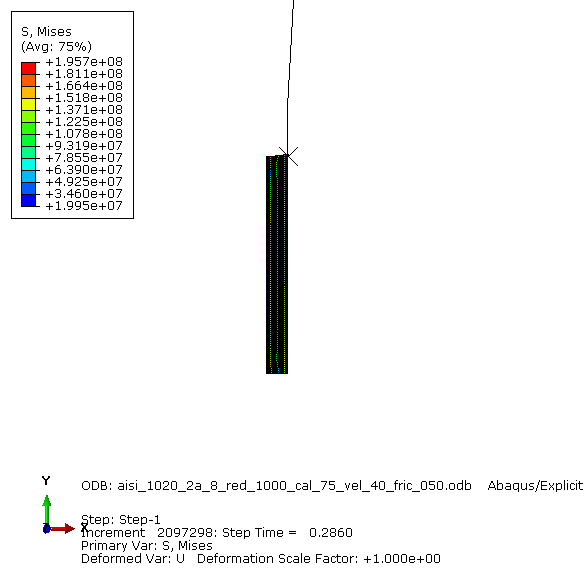 S, Mises
(Avg: 75%)
+1.957e+08
+1.811e+08
+1.664e+08
+1.518e+08
+1.371e+08
+1.225e+08
+1.078e+08
+9.319e+07
+7.855e+07
+6.390e+07
+4.925e+07
+3.460e+07
+1.995e+07
Y
X
ODB: aisi_1020_2a_8_red_1000_cal_75_vel_40_fric_050.odb Abaqus/Explicit
Step: Step-1
Increment 2097298: Step Time = 0.2860
Primary Var: S, Mises
Deformed Var: U Deformation Scale Factor: +1.000e+00